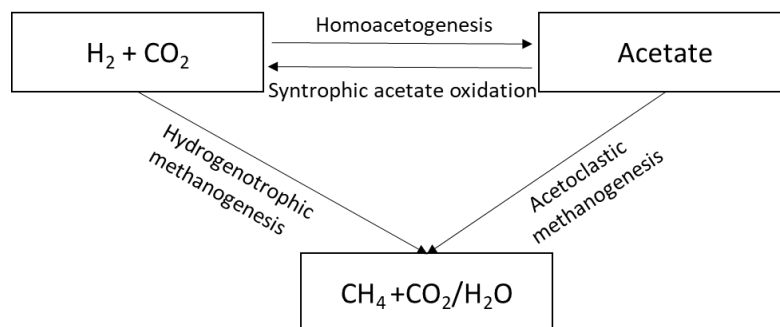 Homoacetogenesis
H₂ + CO₂
Acetate
Syntrophic acetate oxidation
Hydrogenotrophic
methanogenesis
Acetoclastic
methanogenesis
CH₄ +CO₂/H₂O